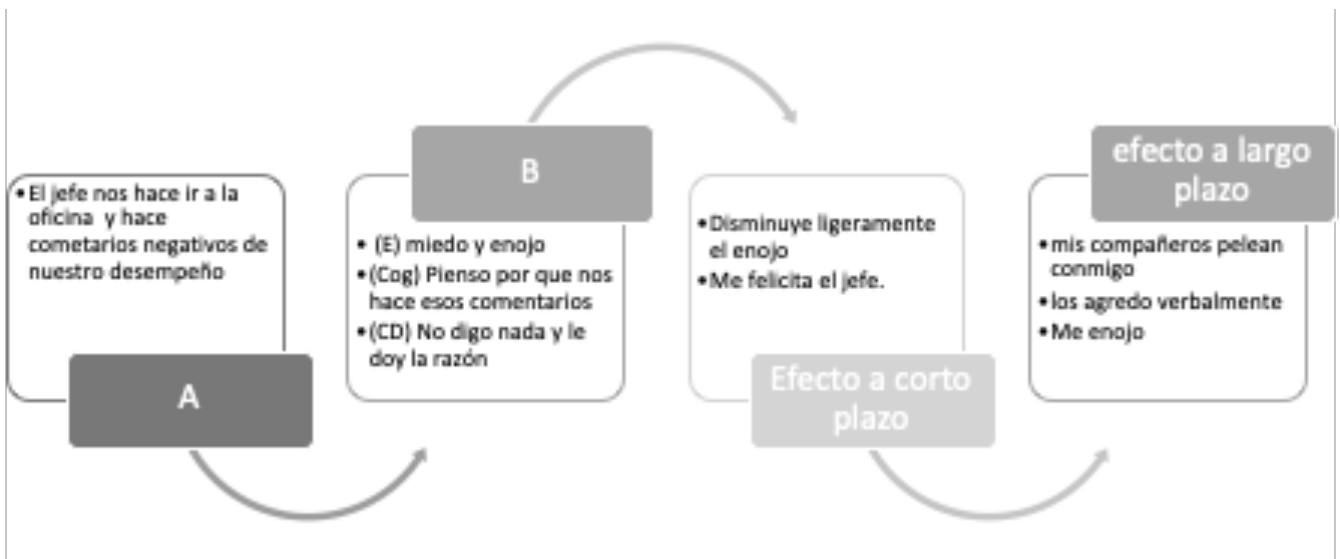 •El jefe nos hace ir a la
oficina y hace
cometarios negativos de
nuestro desempeño
A
B
• (E) miedo y enojo
•(Cog) Pienso por que nos
hace esos comentarios
•(CD) No digo nada y le
doy la razón
•Disminuye ligeramente
el enojo
•Me felicita el jefe.
Efecto a corto
plazo
efecto a largo
plazo
•mis compañeros pelean
conmigo
•los agredo verbalmente
•Me enojo